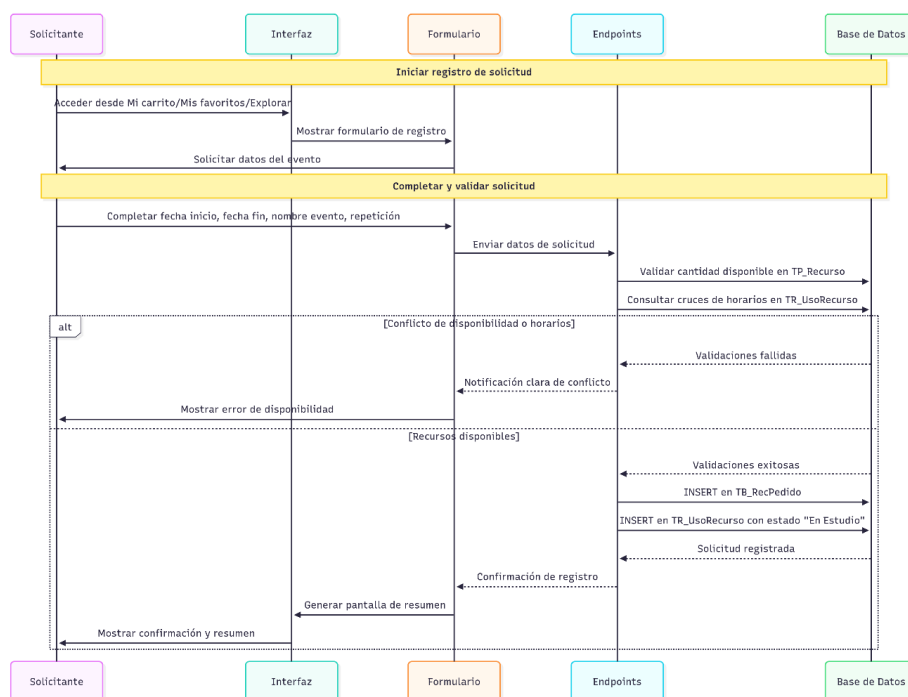 Solicitante
Interfaz
Formulario
Endpoints
Base de Datos
Iniciar registro de solicitud
Acceder desde Mi carrito/Mis favoritos/Explorar
Mostrar formulario de registro
Solicitar datos del evento
Completar y validar solicitud
Completar fecha inicio, fecha fin, nombre evento, repetición
Enviar datos de solicitud
Validar cantidad disponible en TP_Recurso
Consultar cruces de horarios en TR_UsoRecurso
alt
[Conflicto de disponibilidad o horarios]
Validaciones fallidas
Notificación clara de conflicto
Mostrar error de disponibilidad
[Recursos disponibles]
Validaciones exitosas
INSERT en TB_RecPedido
INSERT en TR_UsoRecurso con estado "En Estudio"
Solicitud registrada
Confirmación de registro
Generar pantalla de resumen
Mostrar confirmación y resumen
Solicitante
Interfaz
Formulario
Endpoints
Base de Datos